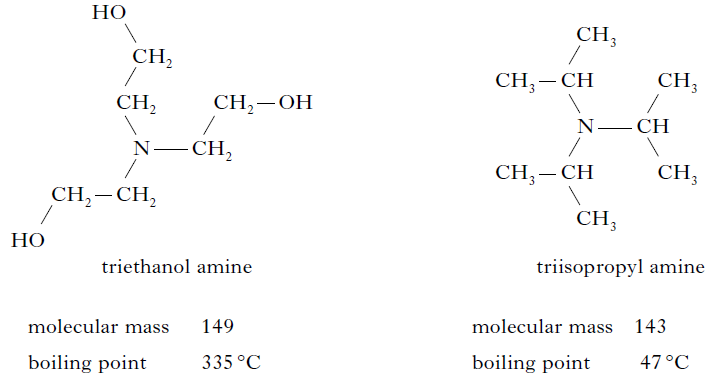 HO
CH₂
CH₂ CH₂—OH
N—CH₂
CH₂—CH₂
HO
triethanol amine
molecular mass 149
boiling point 335 °C
CH₃
CH₃—CH CH₃
N—CH
CH₃—CH CH₃
CH₃
triisopropyl amine
molecular mass 143
boiling point 47 °C